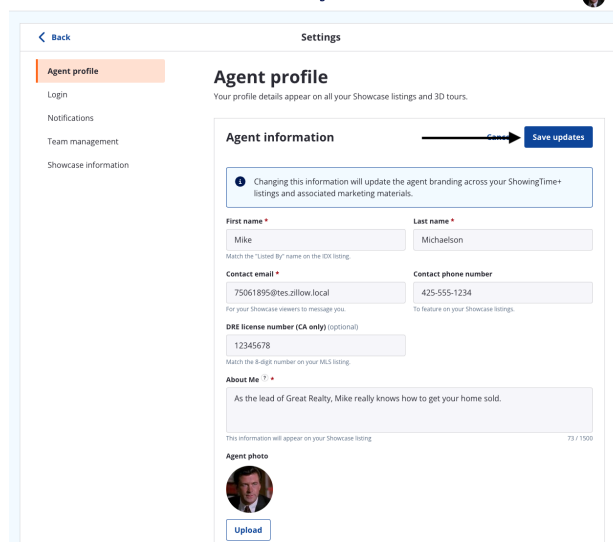 Back
Settings
Agent profile
Login
Notifications
Team management
Showcase information
Agent profile
Your profile details appear on all your Showcase listings and 3D tours.
Agent information
Save updates
Changing this information will update the agent branding across your ShowingTime+
listings and associated marketing materials.
First name *
Last name *
Mike
Michaelson
Match the "Listed By" name on the IDX listing.
Contact email *
Contact phone number
75061895@tes.zillow.local
425-555-1234
For your Showcase viewers to message you.
To feature on your Showcase listings.
DRE license number (CA only) (optional)
12345678
Match the 8-digit number on your MLS listing.
About Me ? *
As the lead of Great Realty, Mike really knows how to get your home sold.
This information will appear on your Showcase listing
73 / 1500
Agent photo
Upload